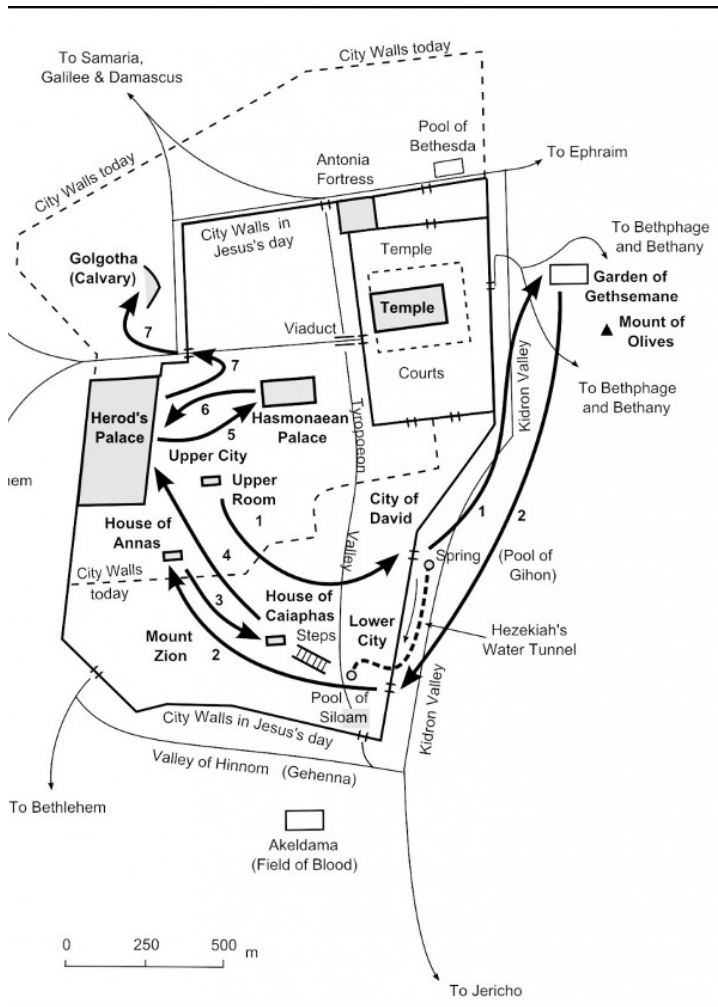 City Walls today
To Samaria,
Galilee & Damascus
Pool of
Bethesda
To Ephraim
Antonia
Fortress
City Walls today
City Walls in
Jesus's day
Temple
To Bethphage
and Bethany
Golgotha
(Calvary)
Garden of
Gethsemane
Temple
Mount of
Olives
7
Viaduct
7
Courts
Kidron Valley
To Bethphage
and Bethany
Herod's
Palace
6
Hasmonaean
Palace
5
Tyropoeon
Upper City
Upper
Room
hem
City of
David
1
1
2
House of
Annas
4
Valley
Spring (Pool of
Gihon)
City Walls
today
3
House of
Caiaphas
Steps
Lower
City
Hezekiah's
Water Tunnel
Mount
Zion
2
Pool of
Siloam
Kidron Valley
City Walls in Jesus's day
Valley of Hinnom (Gehenna)
To Bethlehem
Akeldama
(Field of Blood)
0 250 500 m
To Jericho